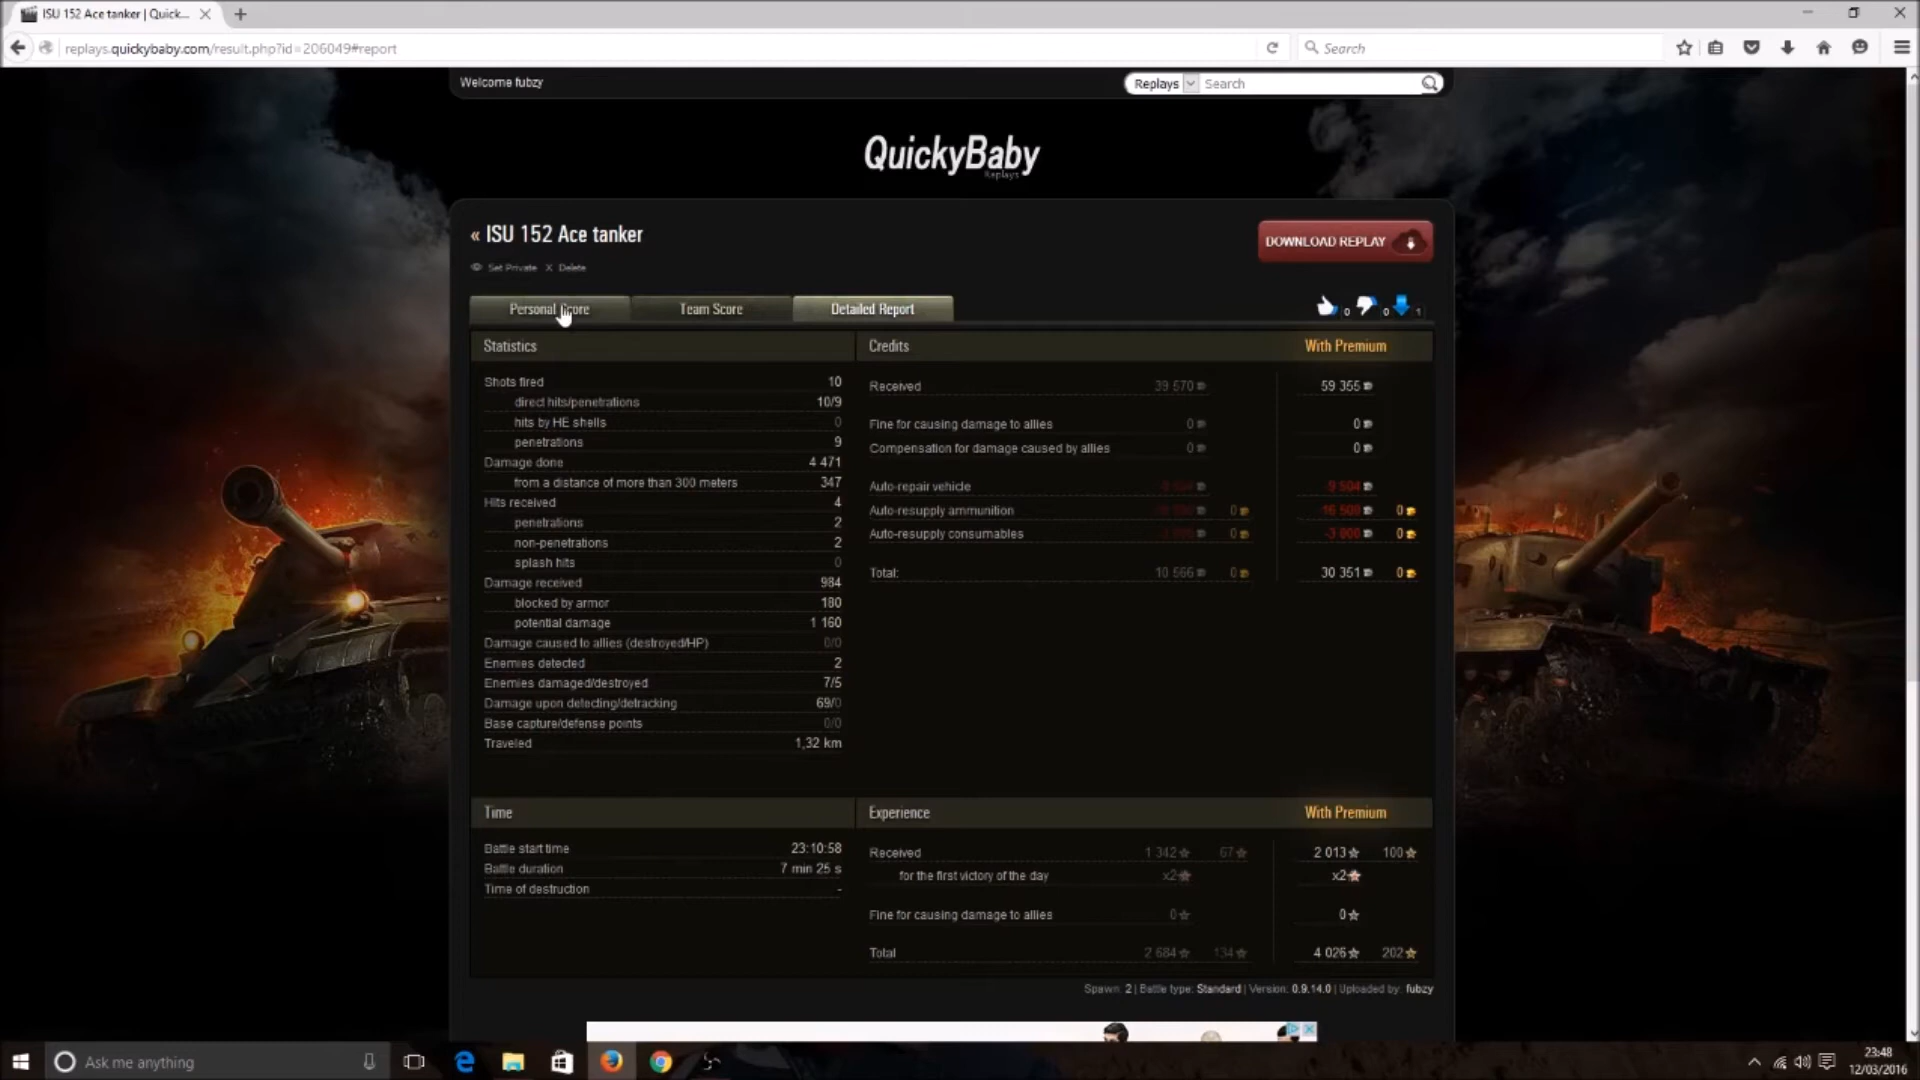 ISU 152 Ace tanker | Quick...
replays.quickybaby.com/result.php?id=206049#report
Search
Welcome fubzy
Replays
Search
QuickyBaby
Replays
« ISU 152 Ace tanker
DOWNLOAD REPLAY
Set Private X Delete
Personal Score
Team Score
Detailed Report
0 0 1
Statistics
Credits
With Premium
Shots fired 10
direct hits/penetrations 10/9
hits by HE shells 0
penetrations 9
Damage done 4 471
from a distance of more than 300 meters 347
Hits received 4
penetrations 2
non-penetrations 2
splash hits 0
Damage received 984
blocked by armor 180
potential damage 1 160
Damage caused to allies (destroyed/HP) 0/0
Enemies detected 2
Enemies damaged/destroyed 7/5
Damage upon detecting/detracking 69/0
Base capture/defense points 0/0
Traveled 1,32 km
Received 39 570 59 355
Fine for causing damage to allies 0 0
Compensation for damage caused by allies 0 0
Auto-repair vehicle -9 504
Auto-resupply ammunition 0 -16 500 0
Auto-resupply consumables 0 -3 000 0
Total: 10 566 0 30 351 0
Time
Battle start time 23:10:58
Battle duration 7 min 25 s
Time of destruction -
Experience
With Premium
Received 1 342 67 2 013 100
for the first victory of the day x2 x2
Fine for causing damage to allies 0 0
Total 2 684 134 4 026 202
Spawn: 2 | Battle type: Standard | Version: 0.9.14.0 | Uploaded by: fubzy
Ask me anything
23:48
12/03/2016